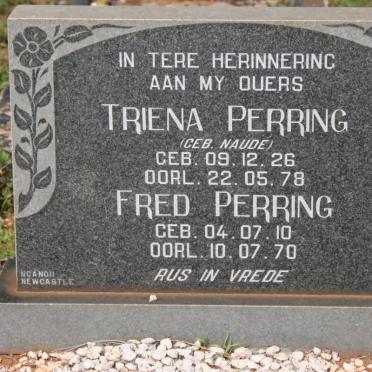 IN TERE HERINNERING
AAN MY OUERS
TRIENA PERRING
(GEB. NAUDE)
GEB. 09.12.26
OORL. 22.05.78
FRED PERRING
GEB. 04.07.10
OORL. 10.07.70
RUS IN VREDE
NCANDU
NEWCASTLE